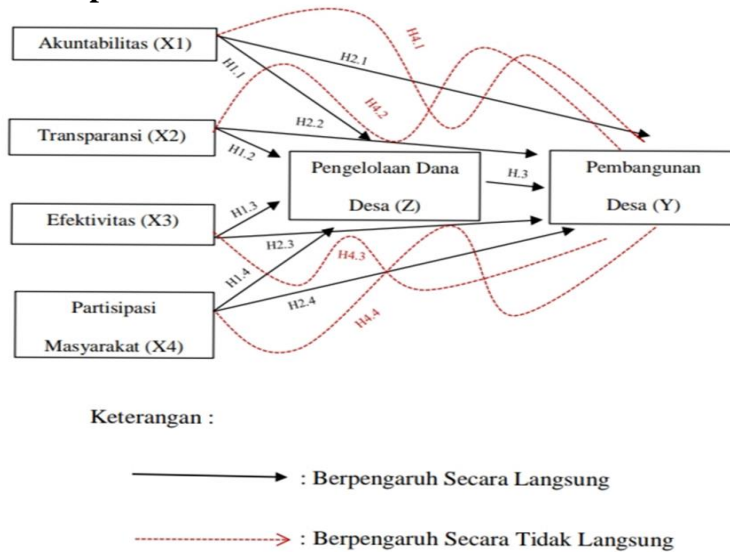 Akuntabilitas (X1)
H4.1
H2.1
H1.1
H4.2
Transparansi (X2)
H2.2
H1.2
Pengelolaan Dana
Desa (Z)
H.3
Pembangunan
Desa (Y)
Efektivitas (X3)
H1.3
H2.3
H4.3
H1.4
H2.4
H4.4
Partisipasi
Masyarakat (X4)
Keterangan :
: Berpengaruh Secara Langsung
: Berpengaruh Secara Tidak Langsung